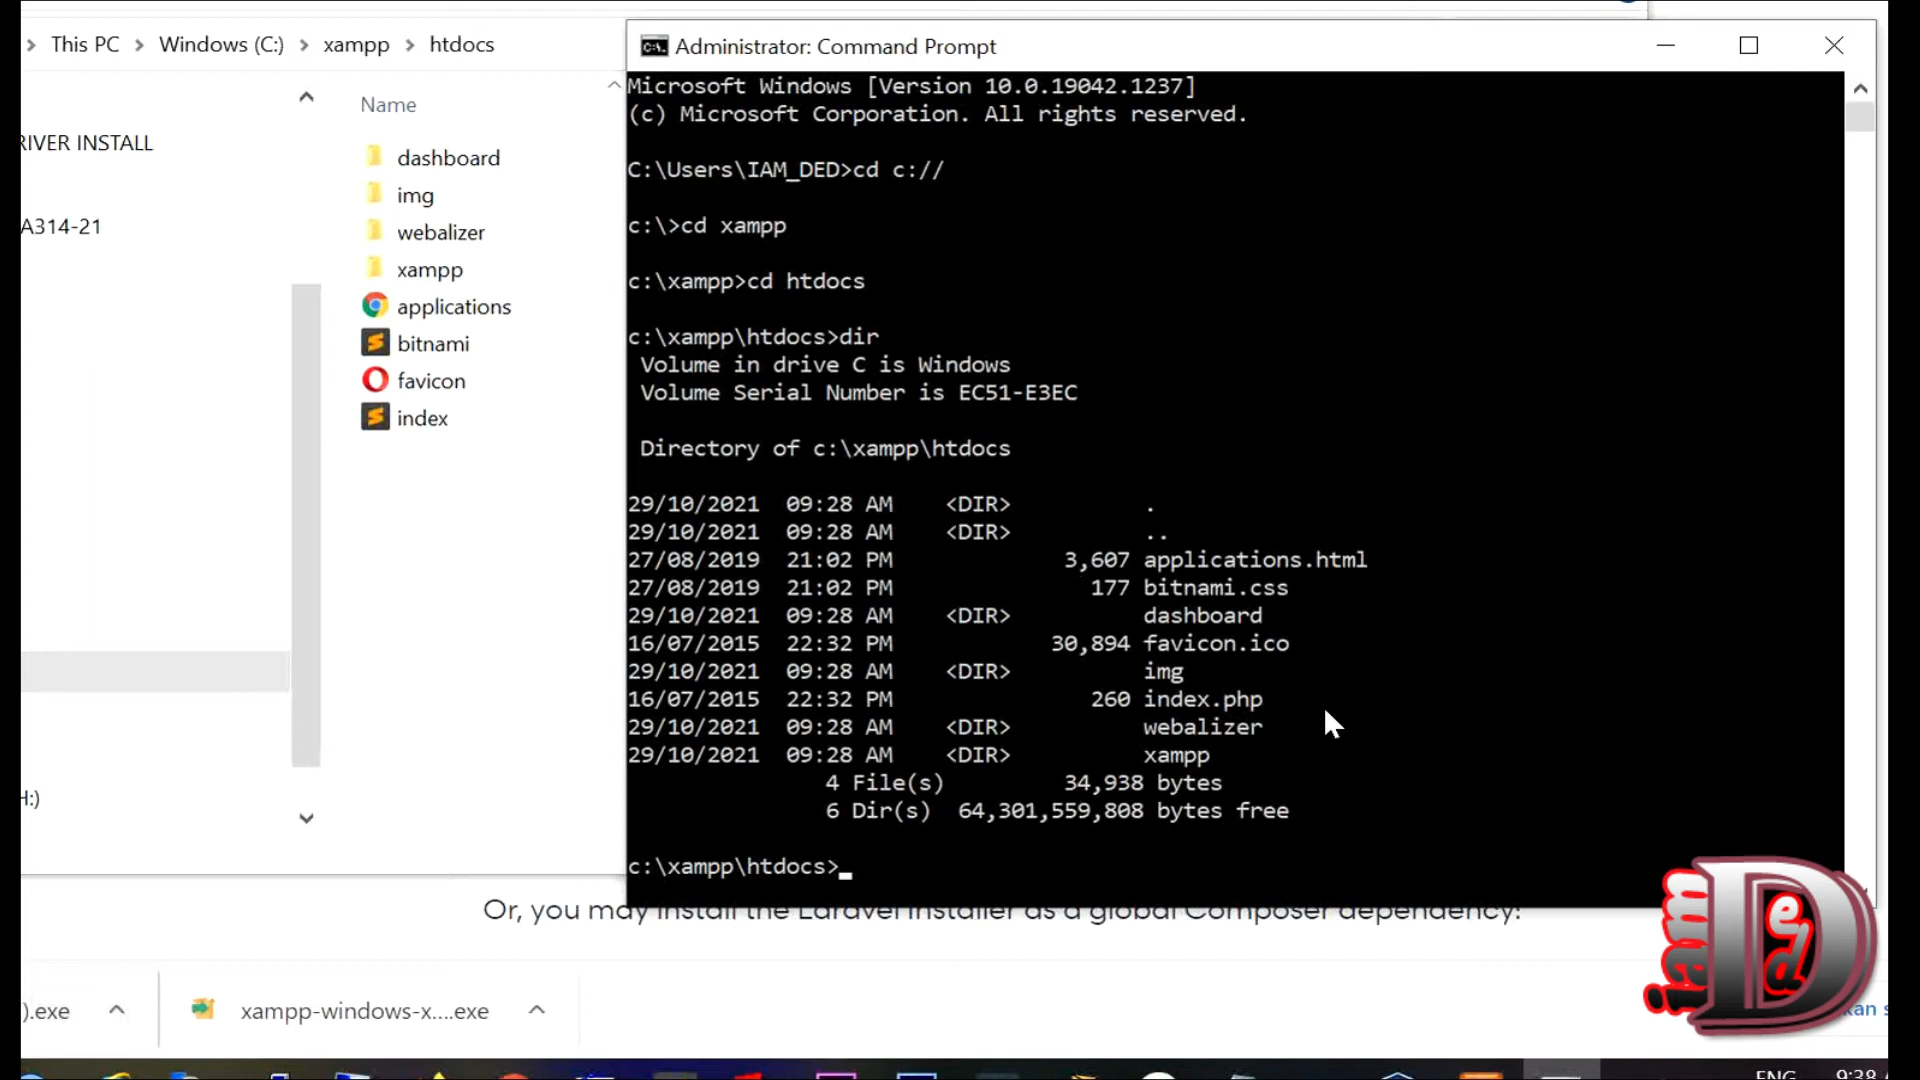 This PC > Windows (C:) > xampp > htdocs
Name
RIVER INSTALL
A314-21
H:)
dashboard
img
webalizer
xampp
applications
bitnami
favicon
index
Administrator: Command Prompt
Microsoft Windows [Version 10.0.19042.1237]
(c) Microsoft Corporation. All rights reserved.
C:\Users\IAM_DED>cd c://
c:\>cd xampp
c:\xampp>cd htdocs
c:\xampp\htdocs>dir
Volume in drive C is Windows
Volume Serial Number is EC51-E3EC
Directory of c:\xampp\htdocs
29/10/2021 09:28 AM <DIR> .
29/10/2021 09:28 AM <DIR> ..
27/08/2019 21:02 PM 3,607 applications.html
27/08/2019 21:02 PM 177 bitnami.css
29/10/2021 09:28 AM <DIR> dashboard
16/07/2015 22:32 PM 30,894 favicon.ico
29/10/2021 09:28 AM <DIR> img
16/07/2015 22:32 PM 260 index.php
29/10/2021 09:28 AM <DIR> webalizer
29/10/2021 09:28 AM <DIR> xampp
4 File(s) 34,938 bytes
6 Dir(s) 64,301,559,808 bytes free
c:\xampp\htdocs>_
Or, you may install the Laravel Installer as a global Composer dependency:
).exe
xampp-windows-x....exe
kan s
ENG 9:38